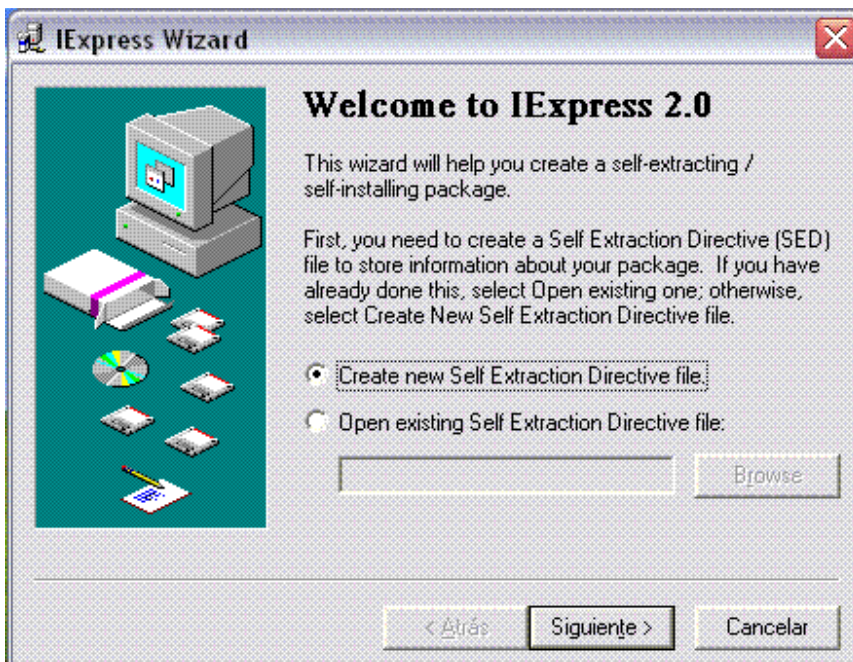 IExpress Wizard
Welcome to IExpress 2.0
This wizard will help you create a self-extracting /
self-installing package.
First, you need to create a Self Extraction Directive (SED)
file to store information about your package.  If you have
already done this, select Open existing one; otherwise,
select Create New Self Extraction Directive file.
Create new Self Extraction Directive file.
Open existing Self Extraction Directive file:
Browse
< Atrás
Siguiente >
Cancelar